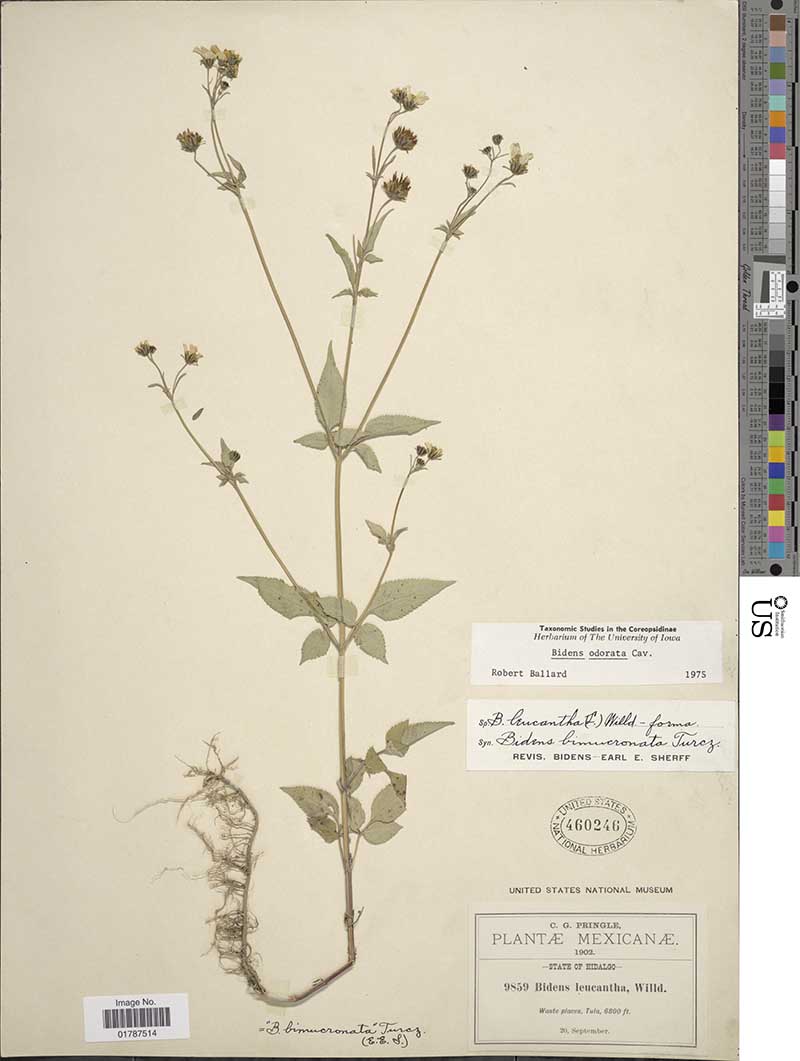 Taxonomic Studies in the Coreopsidinae
Herbarium of The University of Iowa
Bidens odorata Cav.
Robert Ballard 1975
Sp. B. leucantha (L.) Willd - forma.
Syn. Bidens bimucronata Turcz.
REVIS. BIDENS—EARL E. SHERFF
UNITED STATES
460246
NATIONAL HERBARIUM
UNITED STATES NATIONAL MUSEUM
C. G. PRINGLE,
PLANTÆ MEXICANÆ.
1902.
—STATE OF HIDALGO—
9859 Bidens leucantha, Willd.
Waste places, Tula, 6800 ft.
20, September.
Image No.
01787514
= "B. bimucronata" Turcz.
(E. E. S.)
Golden Thread
Smithsonian
Institution
US